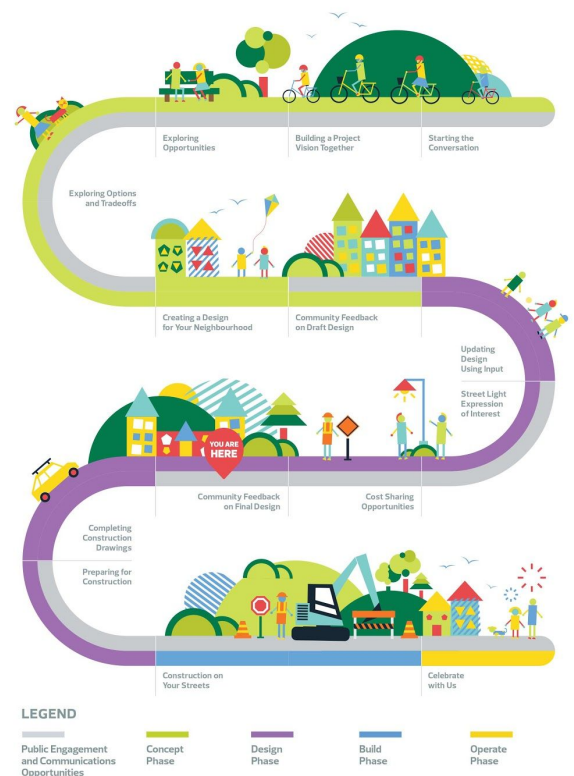 Exploring
Opportunities
Building a Project
Vision Together
Starting the
Conversation
Exploring Options
and Tradeoffs
Creating a Design
for Your Neighbourhood
Community Feedback
on Draft Design
Updating
Design
Using Input
Street Light
Expression
of Interest
YOU ARE
HERE
Community Feedback
on Final Design
Cost Sharing
Opportunities
Completing
Construction
Drawings
Preparing for
Construction
Construction on
Your Streets
Celebrate
with Us
LEGEND
Public Engagement
and Communications
Opportunities
Concept
Phase
Design
Phase
Build
Phase
Operate
Phase